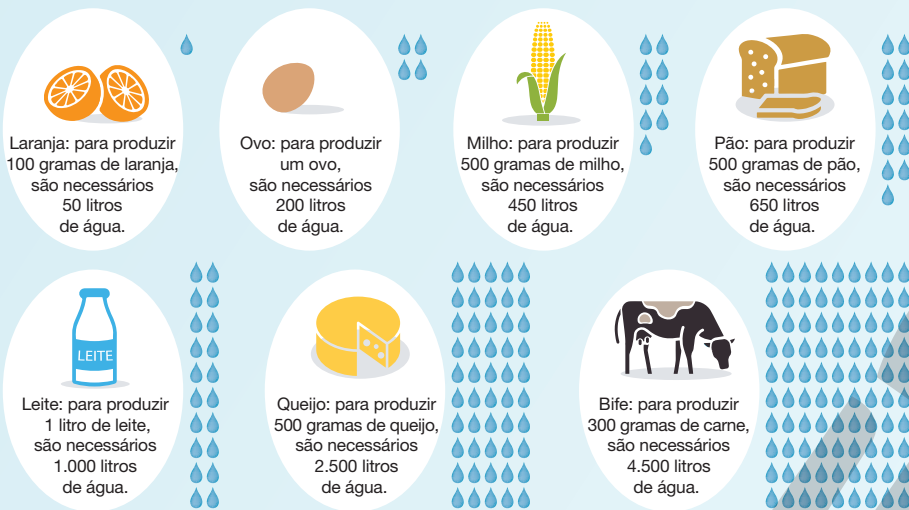 Laranja: para produzir
100 gramas de laranja,
são necessários
50 litros
de água.
Ovo: para produzir
um ovo,
são necessários
200 litros
de água.
Milho: para produzir
500 gramas de milho,
são necessários
450 litros
de água.
Pão: para produzir
500 gramas de pão,
são necessários
650 litros
de água.
LEITE
Leite: para produzir
1 litro de leite,
são necessários
1.000 litros
de água.
Queijo: para produzir
500 gramas de queijo,
são necessários
2.500 litros
de água.
Bife: para produzir
300 gramas de carne,
são necessários
4.500 litros
de água.